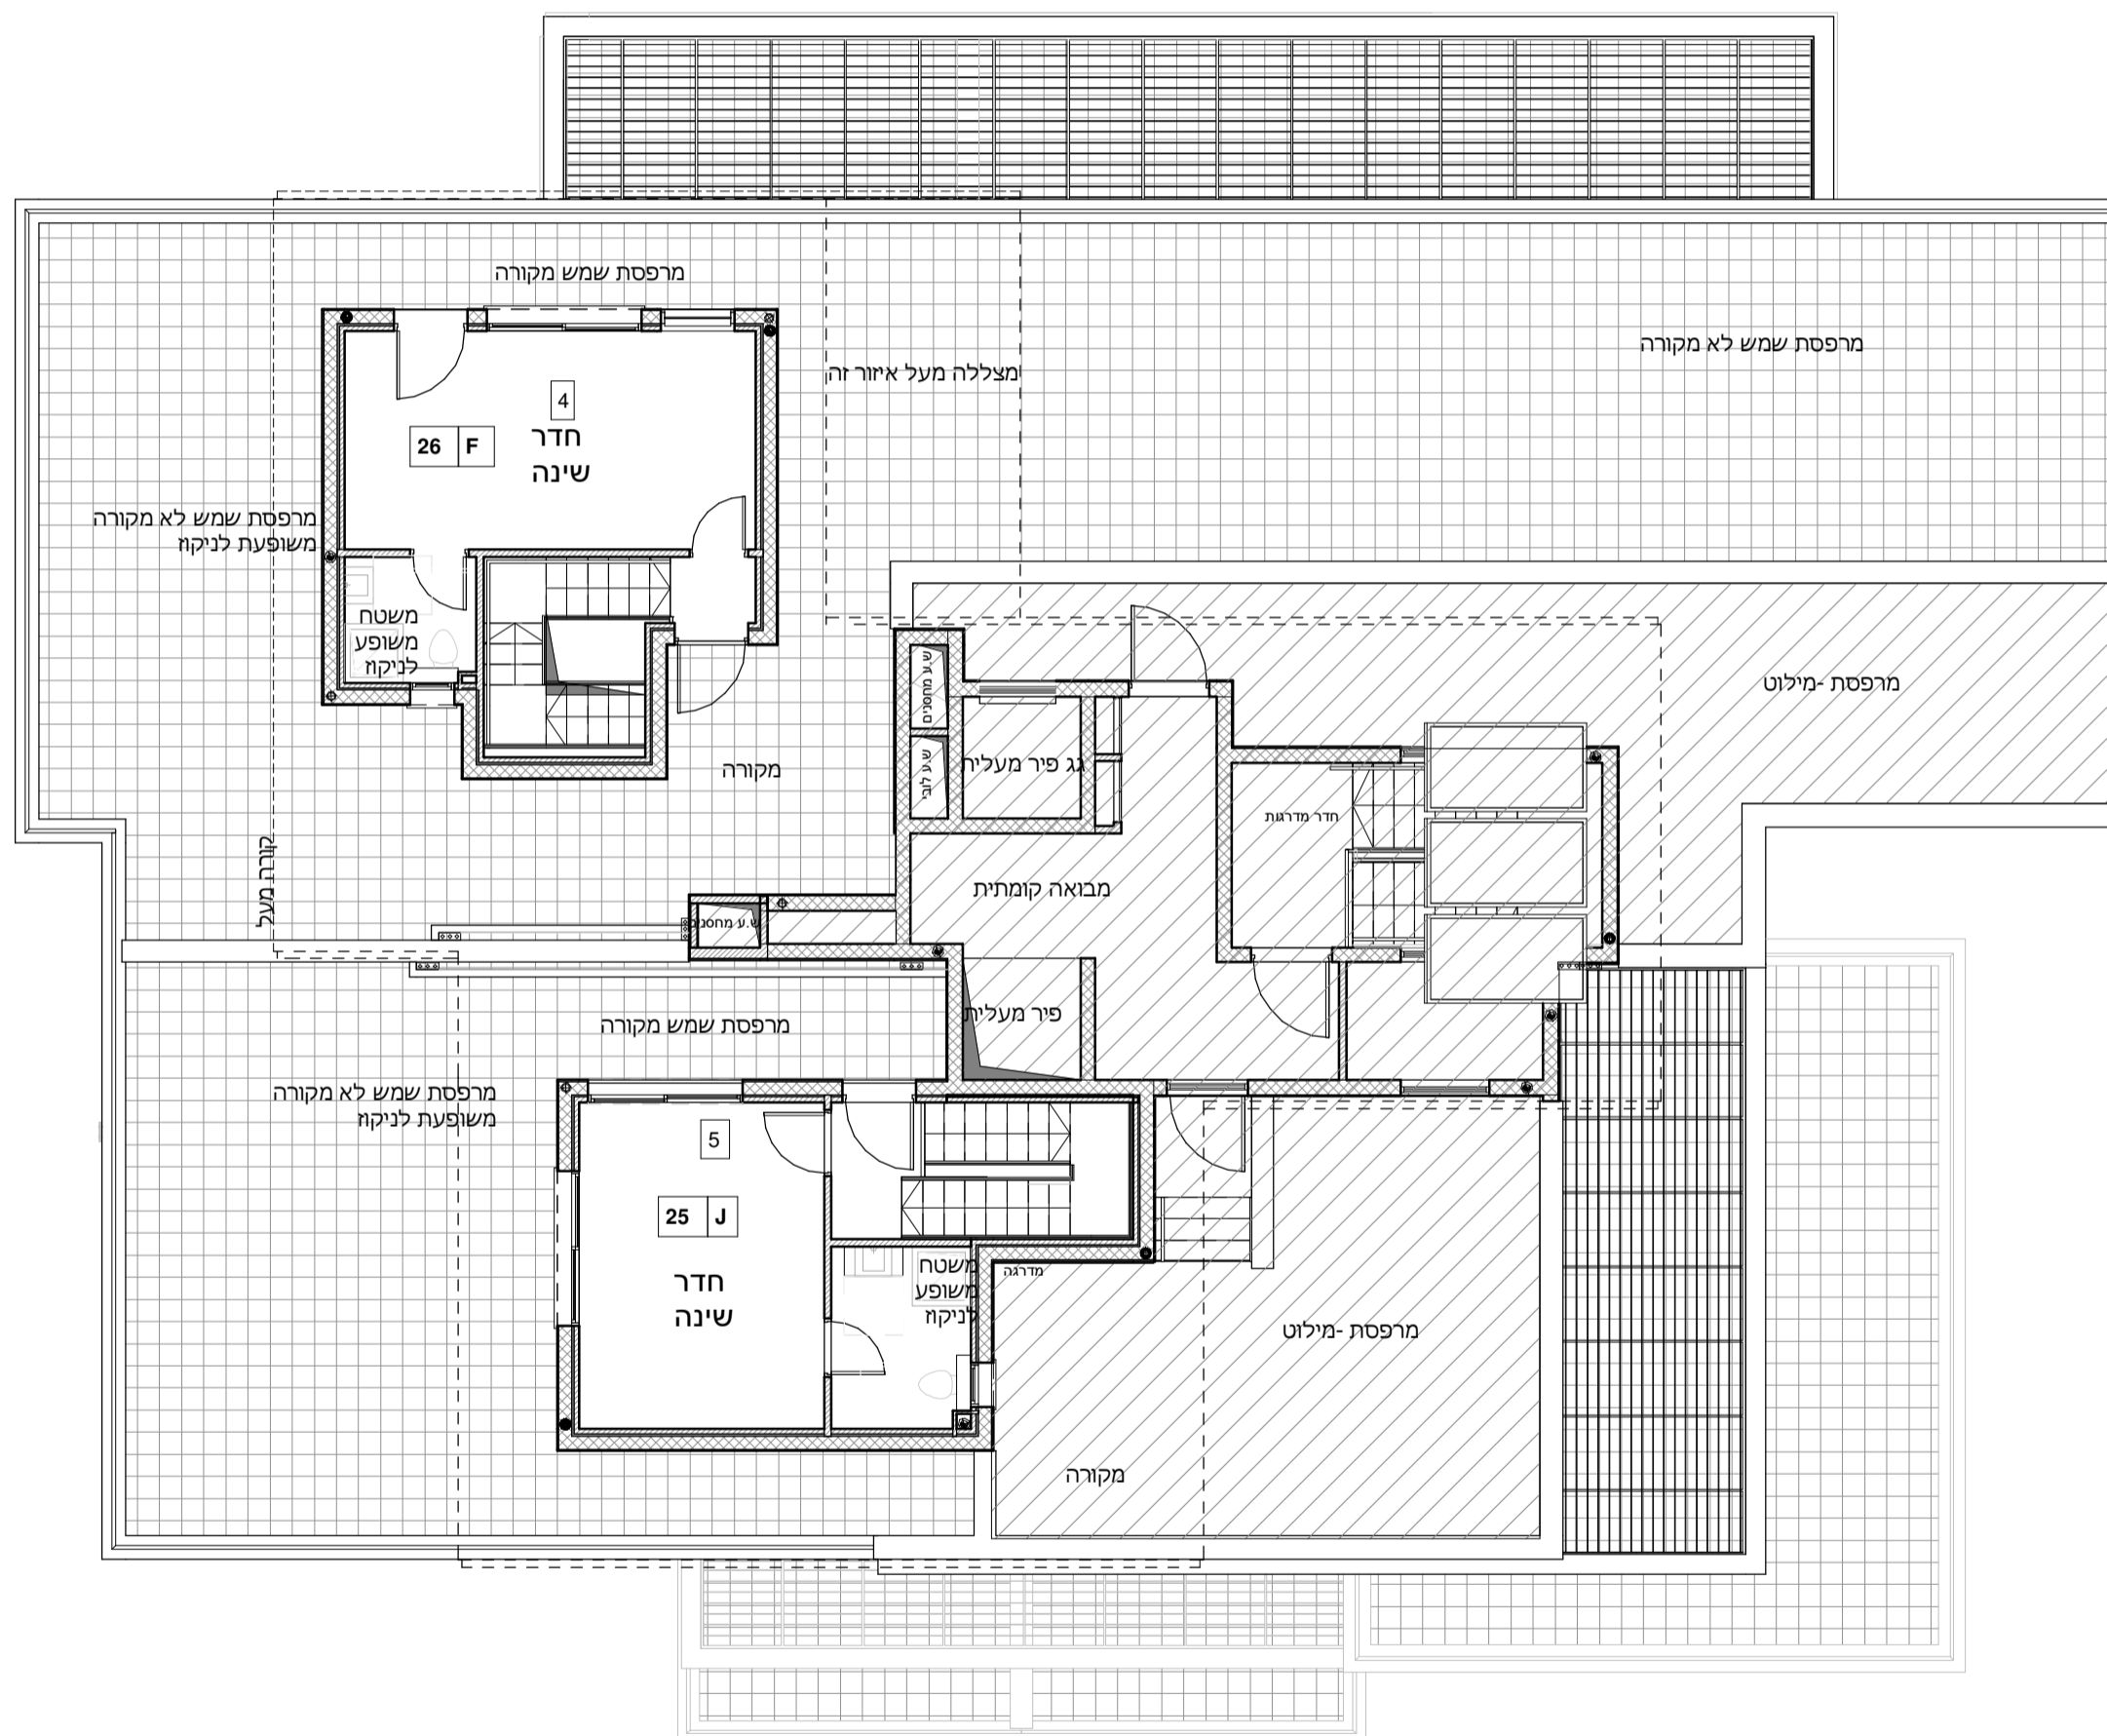 מרפסת שמש מקורה
מרפסת שמש לא מקורה
מצללה מעל איזור זה
4
26 F
חדר
שינה
מרפסת שמש לא מקורה
משופעת לניקוז
משטח
משופע
לניקוז
ש.ע מחסנים
מרפסת -מילוט
גג פיר מעלית
ש.ע לובי
מקורה
חדר מדרגות
קורה מעל
מבואה קומתית
ש.ע מחסנים
פיר מעלית
מרפסת שמש מקורה
מרפסת שמש לא מקורה
משופעת לניקוז
5
25 J
חדר
שינה
משטח
משופע
לניקוז
מדרגה
מרפסת -מילוט
מקורה